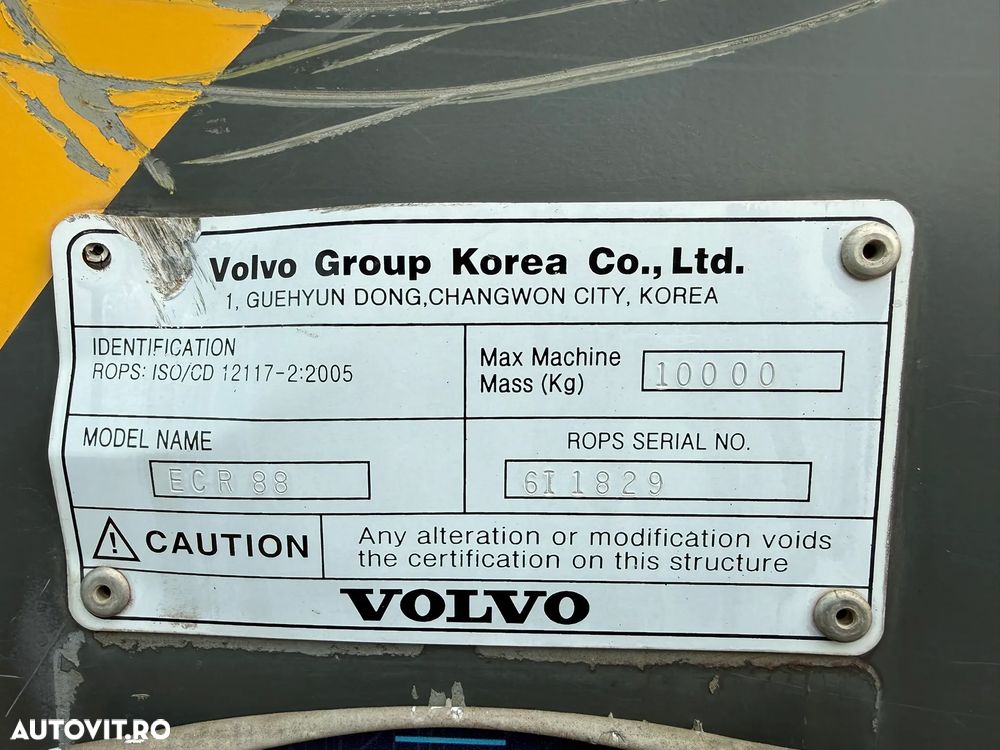 Volvo Group Korea Co., Ltd.
1, GUEHYUN DONG,CHANGWON CITY, KOREA
IDENTIFICATION
ROPS: ISO/CD 12117-2:2005
Max Machine
Mass (Kg)
10000
MODEL NAME
ECR 88
ROPS SERIAL NO.
6I1829
CAUTION
Any alteration or modification voids
the certification on this structure
VOLVO
AUTOVIT.RO